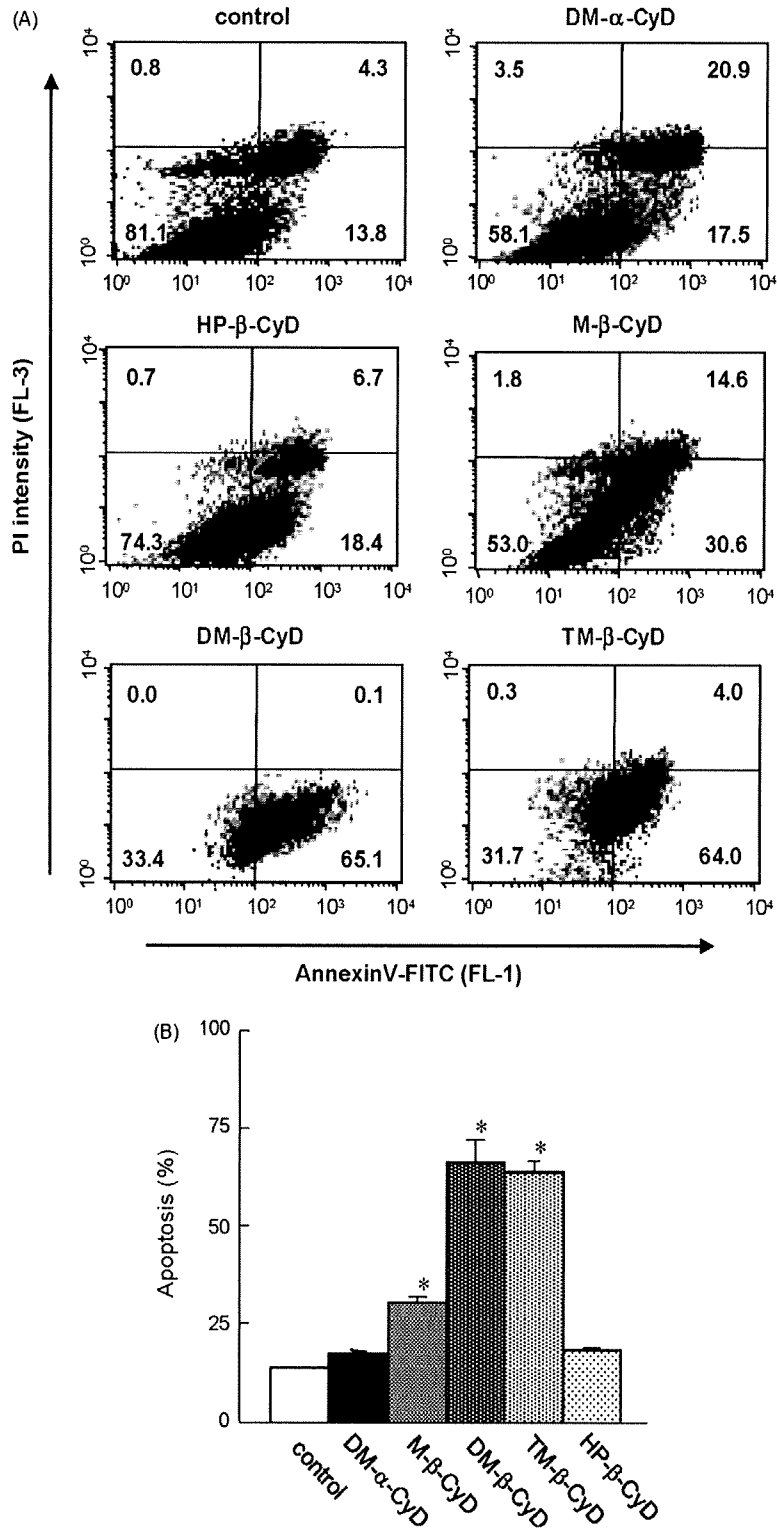 (A)
control
DM-α-CyD
10⁴
0.8
4.3
81.1
13.8
10⁰
10⁰ 10¹ 10² 10³ 10⁴
10⁴
3.5
20.9
58.1
17.5
10⁰
10⁰ 10¹ 10² 10³ 10⁴
HP-β-CyD
M-β-CyD
10⁴
0.7
6.7
74.3
18.4
10⁰
10⁰ 10¹ 10² 10³ 10⁴
10⁴
1.8
14.6
53.0
30.6
10⁰
10⁰ 10¹ 10² 10³ 10⁴
DM-β-CyD
TM-β-CyD
10⁴
0.0
0.1
33.4
65.1
10⁰
10⁰ 10¹ 10² 10³ 10⁴
10⁴
0.3
4.0
31.7
64.0
10⁰
10⁰ 10¹ 10² 10³ 10⁴
PI intensity (FL-3)
AnnexinV-FITC (FL-1)
(B)
100
75
50
25
0
Apoptosis (%)
*
*
*
control
DM-α-CyD
M-β-CyD
DM-β-CyD
TM-β-CyD
HP-β-CyD